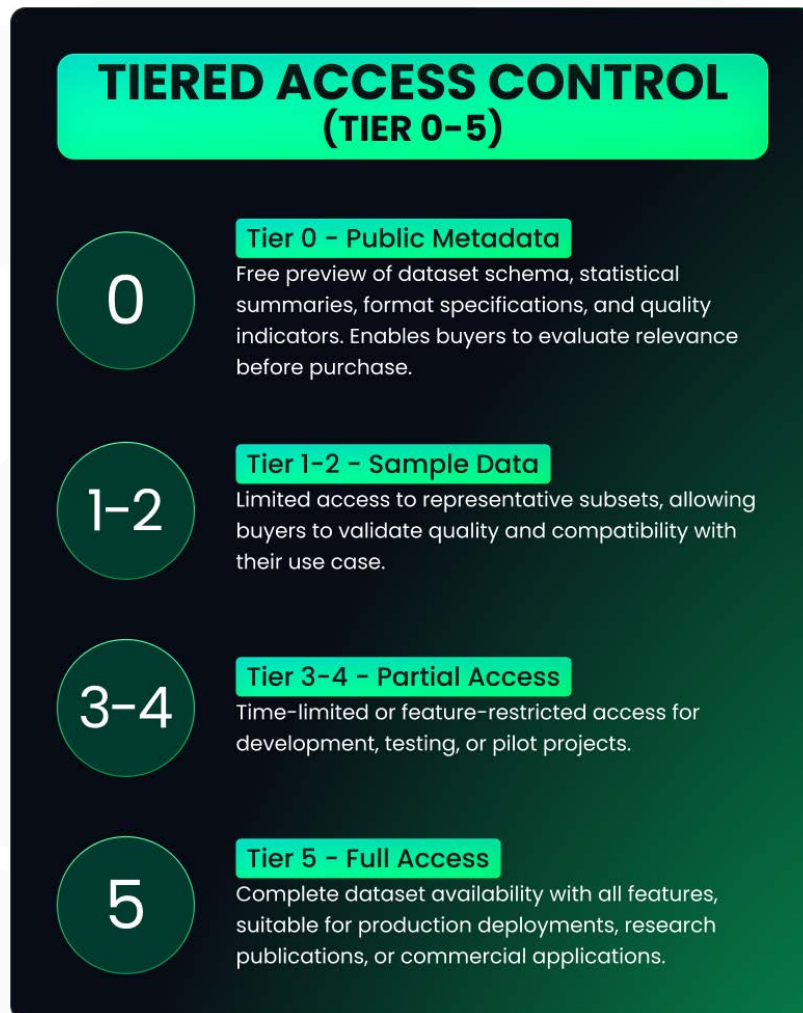 TIERED ACCESS CONTROL
(TIER 0-5)
0
Tier 0 - Public Metadata
Free preview of dataset schema, statistical
summaries, format specifications, and quality
indicators. Enables buyers to evaluate relevance
before purchase.
1-2
Tier 1-2 - Sample Data
Limited access to representative subsets, allowing
buyers to validate quality and compatibility with
their use case.
3-4
Tier 3-4 - Partial Access
Time-limited or feature-restricted access for
development, testing, or pilot projects.
5
Tier 5 - Full Access
Complete dataset availability with all features,
suitable for production deployments, research
publications, or commercial applications.